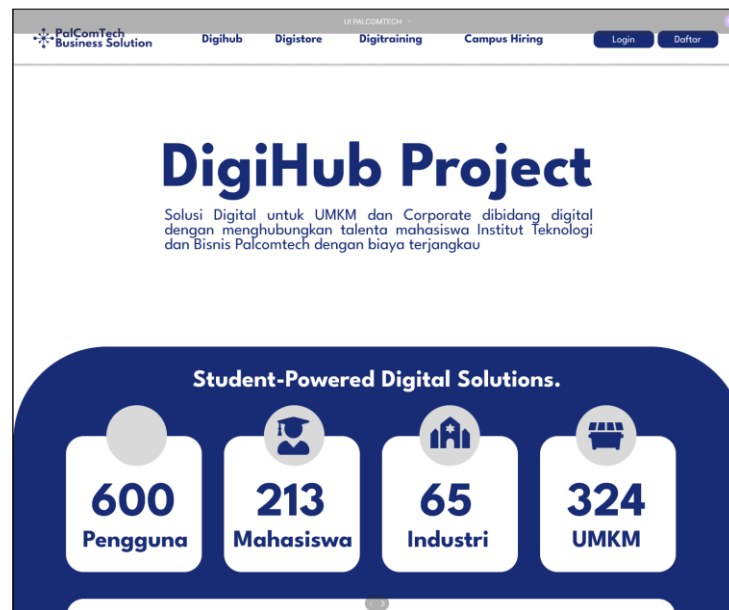 UI PALCOMTECH
PalComTech
Business Solution
Digihub
Digistore
Digitraining
Campus Hiring
Login
Daftar
DigiHub Project
Solusi Digital untuk UMKM dan Corporate dibidang digital
dengan menghubungkan talenta mahasiswa Institut Teknologi
dan Bisnis Palcomtech dengan biaya terjangkau
Student-Powered Digital Solutions.
600
Pengguna
213
Mahasiswa
65
Industri
324
UMKM